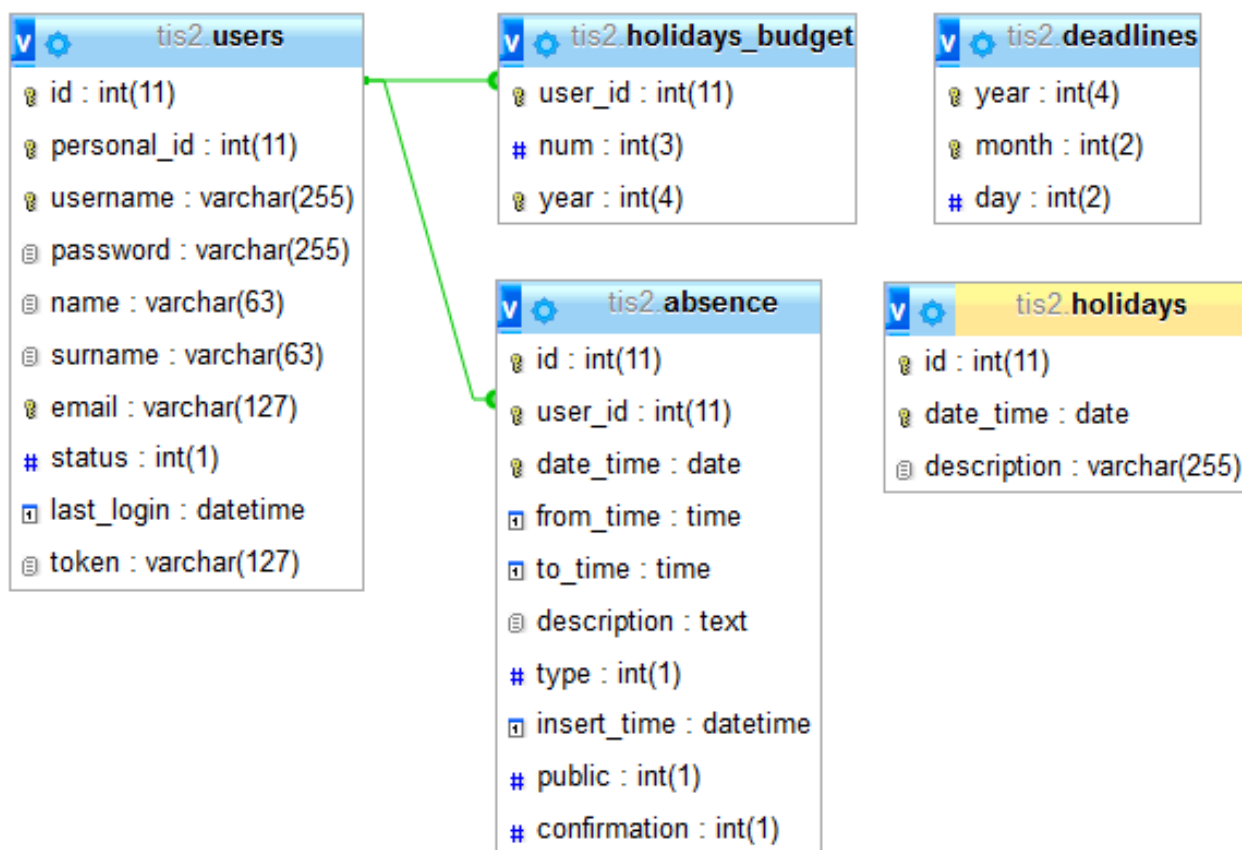 tis2.users
id : int(11)
personal_id : int(11)
username : varchar(255)
password : varchar(255)
name : varchar(63)
surname : varchar(63)
email : varchar(127)
status : int(1)
last_login : datetime
token : varchar(127)
tis2.holidays_budget
user_id : int(11)
num : int(3)
year : int(4)
tis2.deadlines
year : int(4)
month : int(2)
day : int(2)
tis2.absence
id : int(11)
user_id : int(11)
date_time : date
from_time : time
to_time : time
description : text
type : int(1)
insert_time : datetime
public : int(1)
confirmation : int(1)
tis2.holidays
id : int(11)
date_time : date
description : varchar(255)